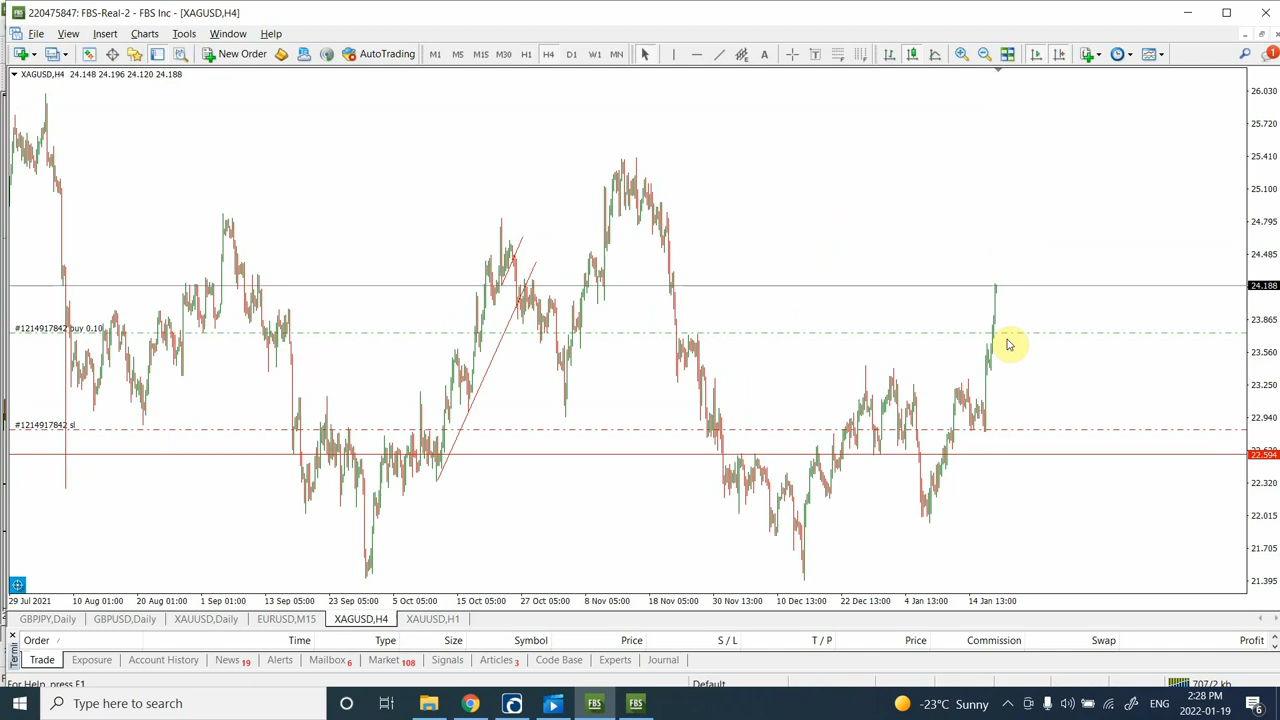 220475847: FBS-Real-2 - FBS Inc - [XAGUSD,H4]
File View Insert Charts Tools Window Help
New Order AutoTrading M1 M5 M15 M30 H1 H4 D1 W1 MN A T
XAGUSD,H4 24.148 24.196 24.120 24.188
26.030
25.720
25.410
25.100
24.795
24.485
24.188
23.865
#1214917842 buy 0.10
23.560
23.250
22.940
#1214917842 sl
22.594
22.320
22.015
21.705
21.395
29 Jul 2021 10 Aug 01:00 20 Aug 01:00 1 Sep 01:00 13 Sep 05:00 23 Sep 05:00 5 Oct 05:00 15 Oct 05:00 27 Oct 05:00 8 Nov 05:00 18 Nov 05:00 30 Nov 13:00 10 Dec 13:00 22 Dec 13:00 4 Jan 13:00 14 Jan 13:00
GBPJPY,Daily GBPUSD,Daily XAUUSD,Daily EURUSD,M15 XAGUSD,H4 XAUUSD,H1
Order / Time Type Size Symbol Price S / L T / P Price Commission Swap Profit
Trade Exposure Account History News 19 Alerts Mailbox 6 Market 108 Signals Articles 3 Code Base Experts Journal
For Help, press F1 Default 707/2 kb
Type here to search -23°C Sunny ENG 2:28 PM
2022-01-19 6